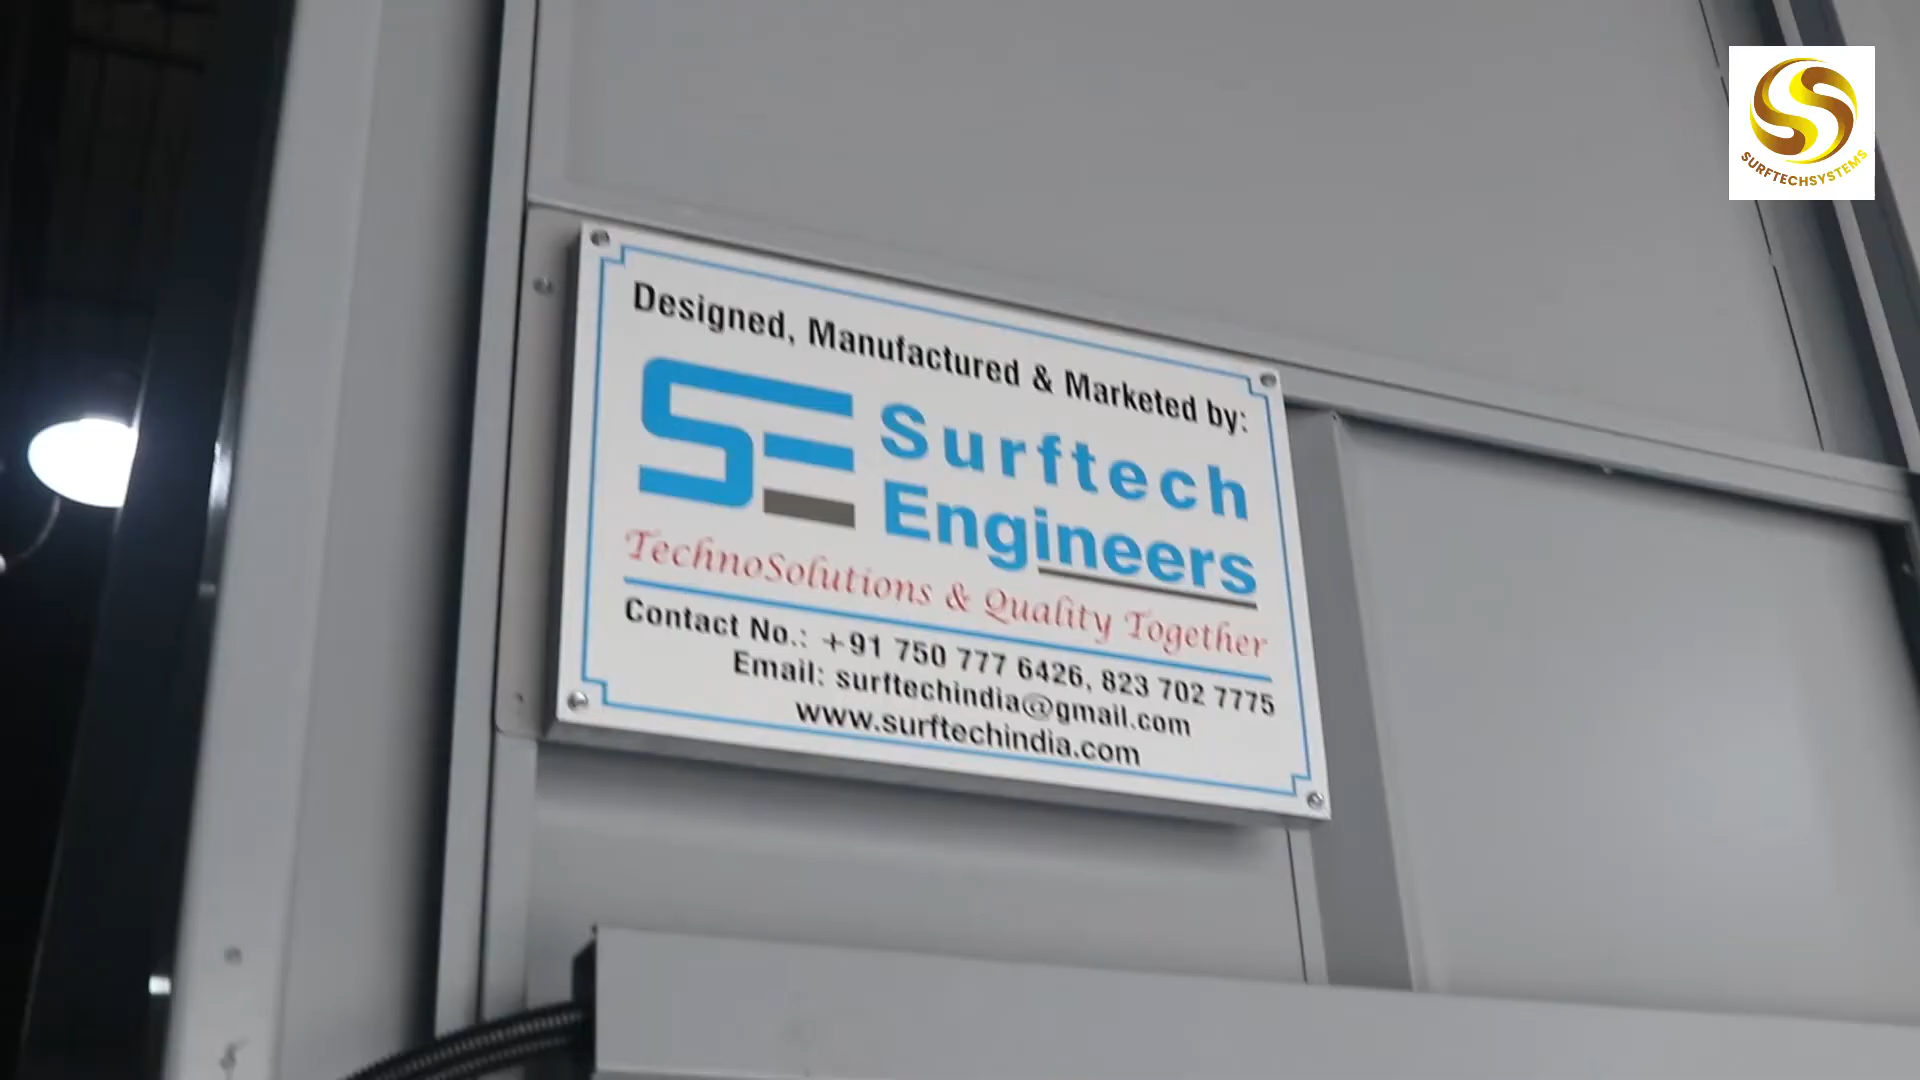 SURFTECHSYSTEMS
Designed, Manufactured & Marketed by:
SE Surftech
Engineers
TechnoSolutions & Quality Together
Contact No.: +91 750 777 6426, 823 702 7775
Email: surftechindia@gmail.com
www.surftechindia.com